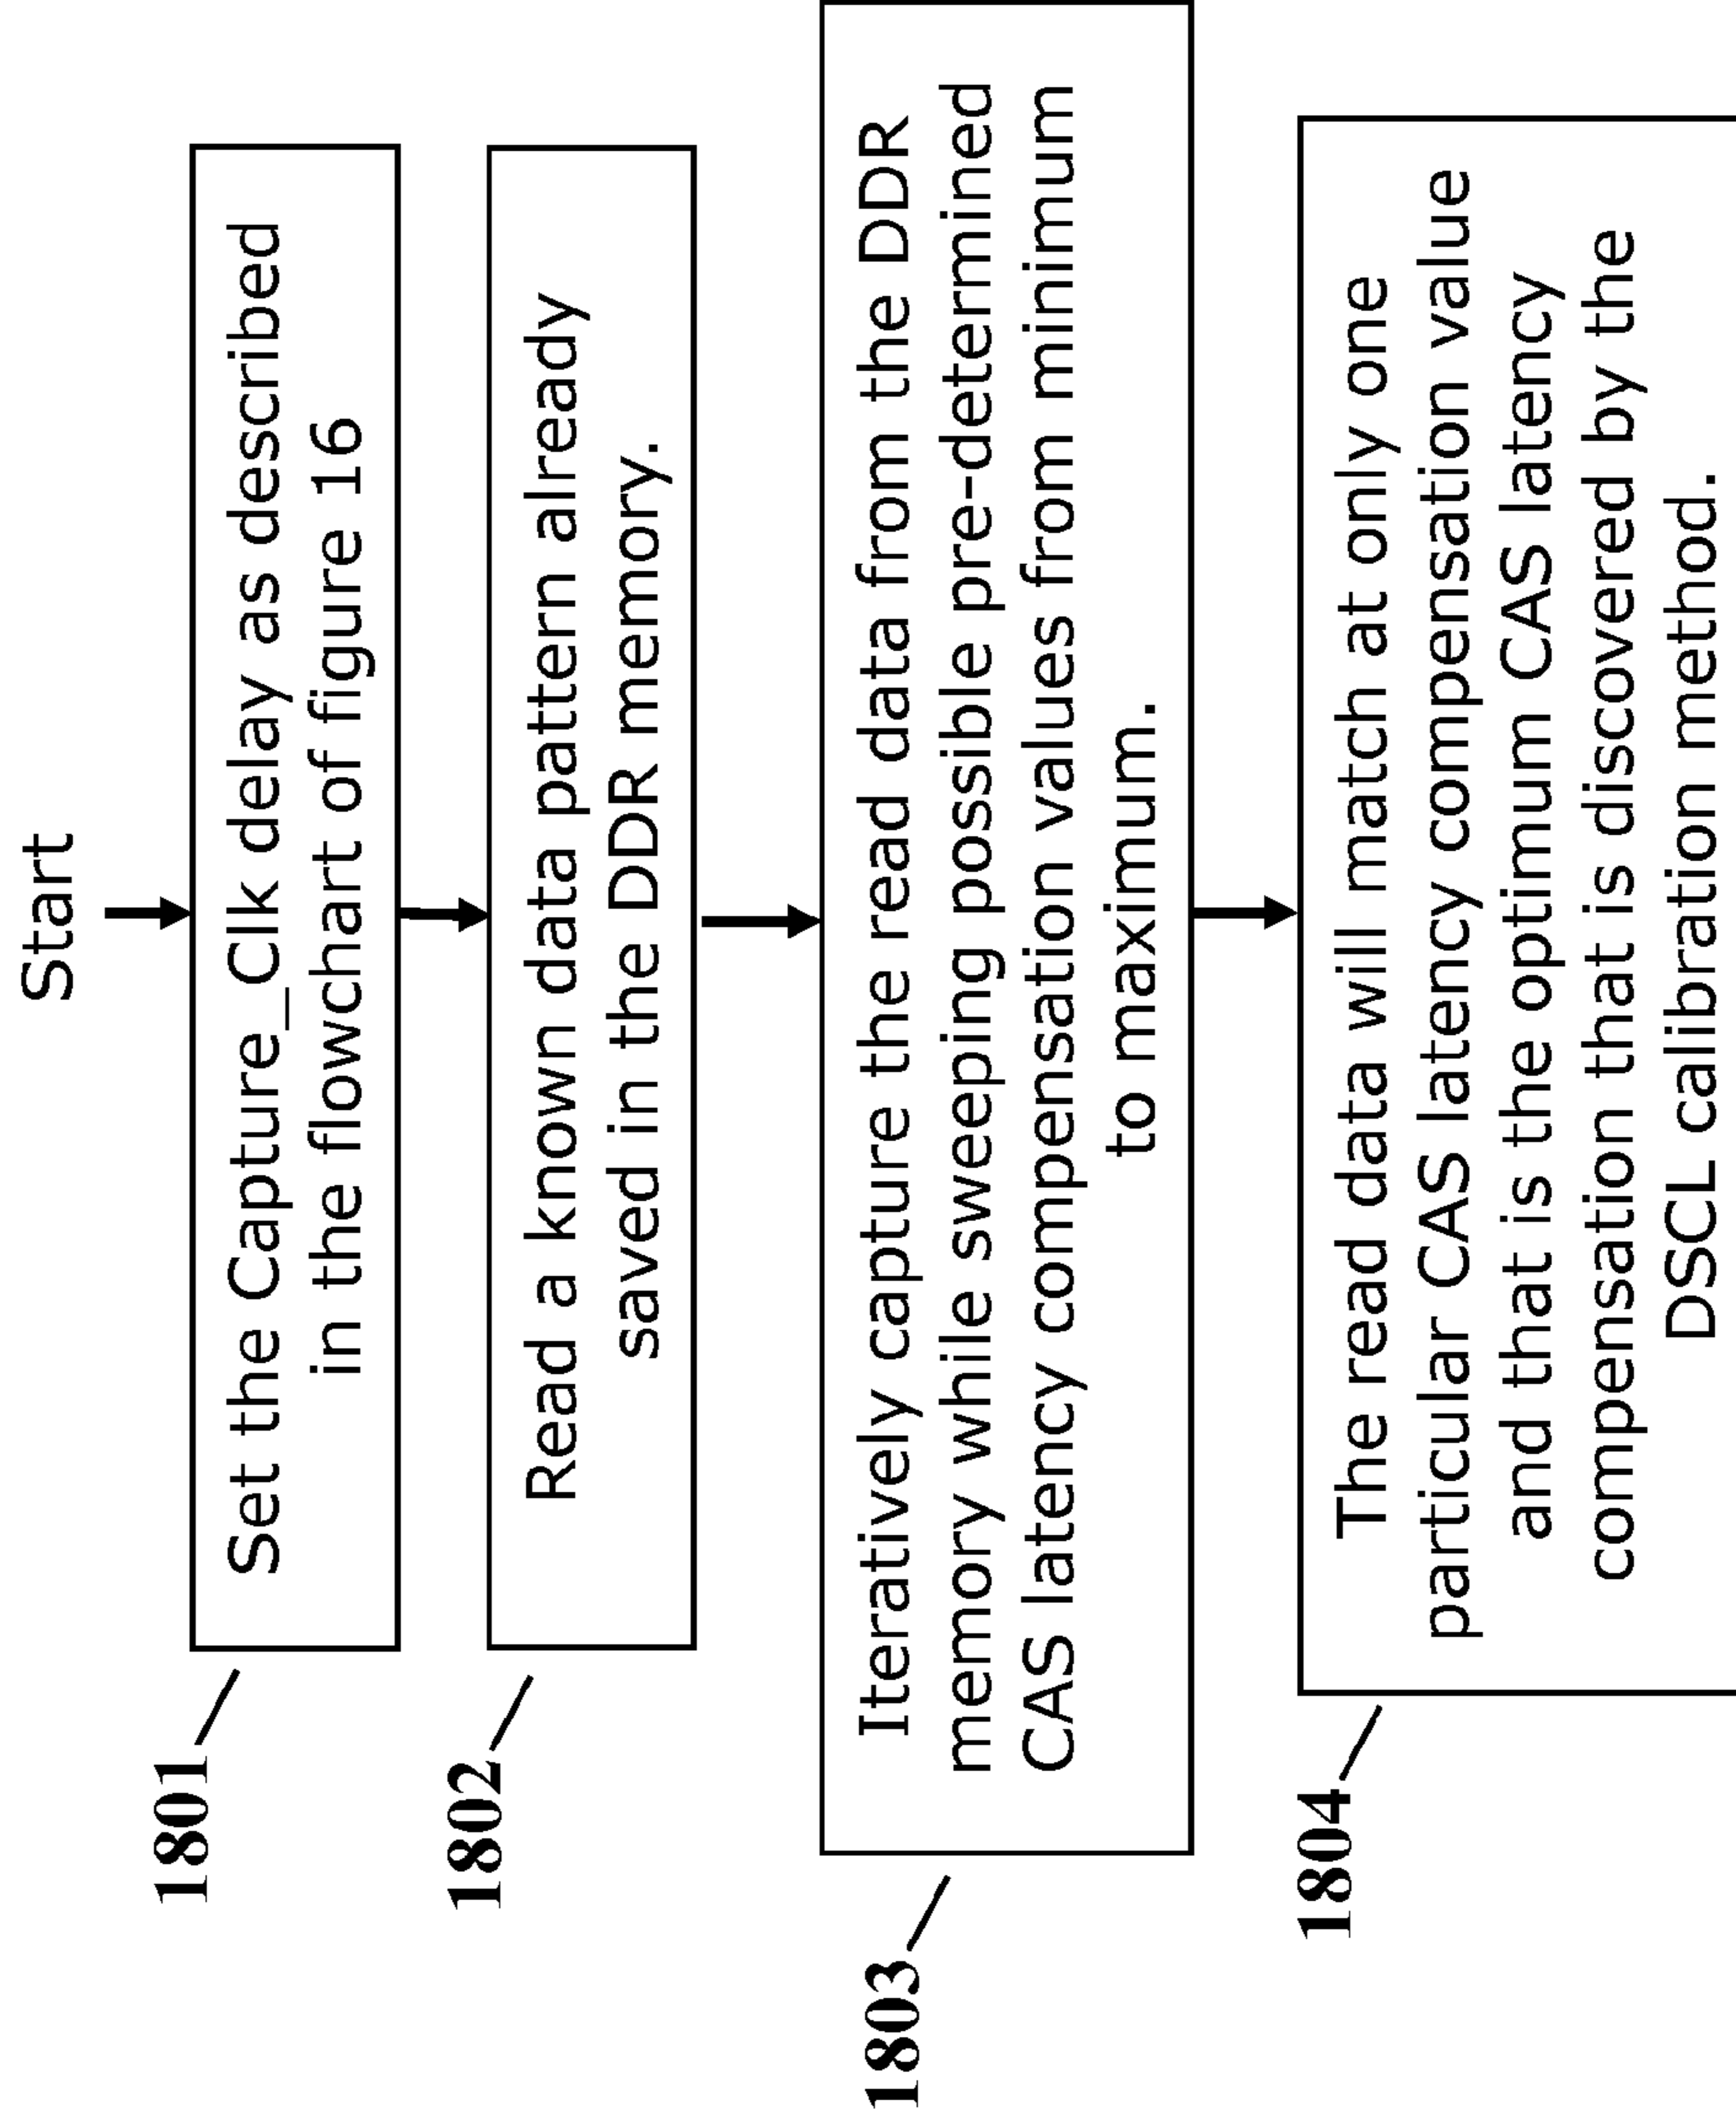 Start
1801
Set the Capture_Clk delay as described
in the flowchart of figure 16
1802
Read a known data pattern already
saved in the DDR memory.
1803
Iteratively capture the read data from the DDR
memory while sweeping possible pre-determined
CAS latency compensation values from minimum
to maximum.
1804
The read data will match at only one
particular CAS latency compensation value
and that is the optimum CAS latency
compensation that is discovered by the
DSCL calibration method.